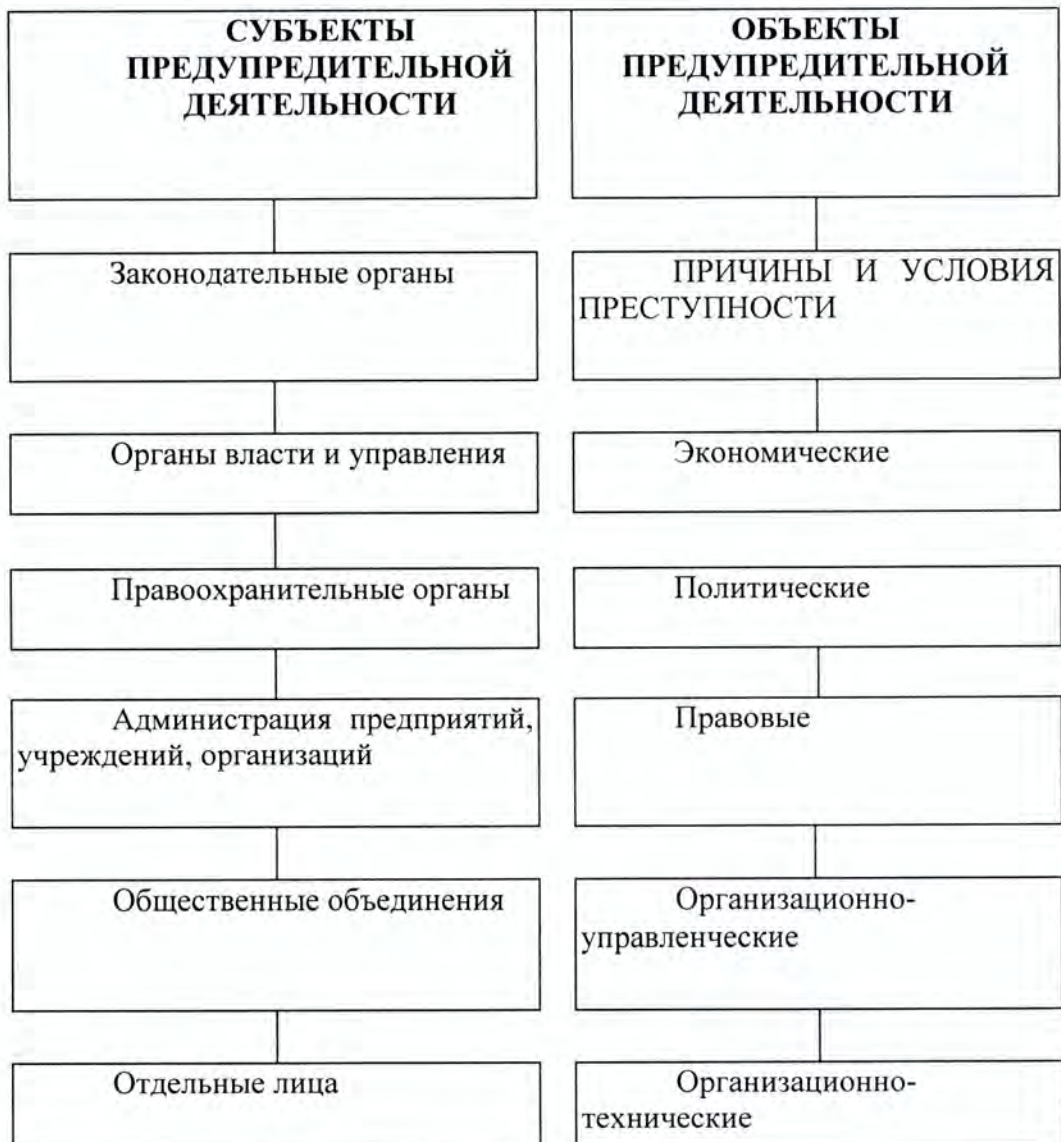 СУБЪЕКТЫ
ПРЕДУПРЕДИТЕЛЬНОЙ
ДЕЯТЕЛЬНОСТИ
ОБЪЕКТЫ
ПРЕДУПРЕДИТЕЛЬНОЙ
ДЕЯТЕЛЬНОСТИ
Законодательные органы
ПРИЧИНЫ И УСЛОВИЯ
ПРЕСТУПНОСТИ
Органы власти и управления
Экономические
Правоохранительные органы
Политические
Администрация предприятий,
учреждений, организаций
Правовые
Общественные объединения
Организационно-
управленческие
Отдельные лица
Организационно-
технические